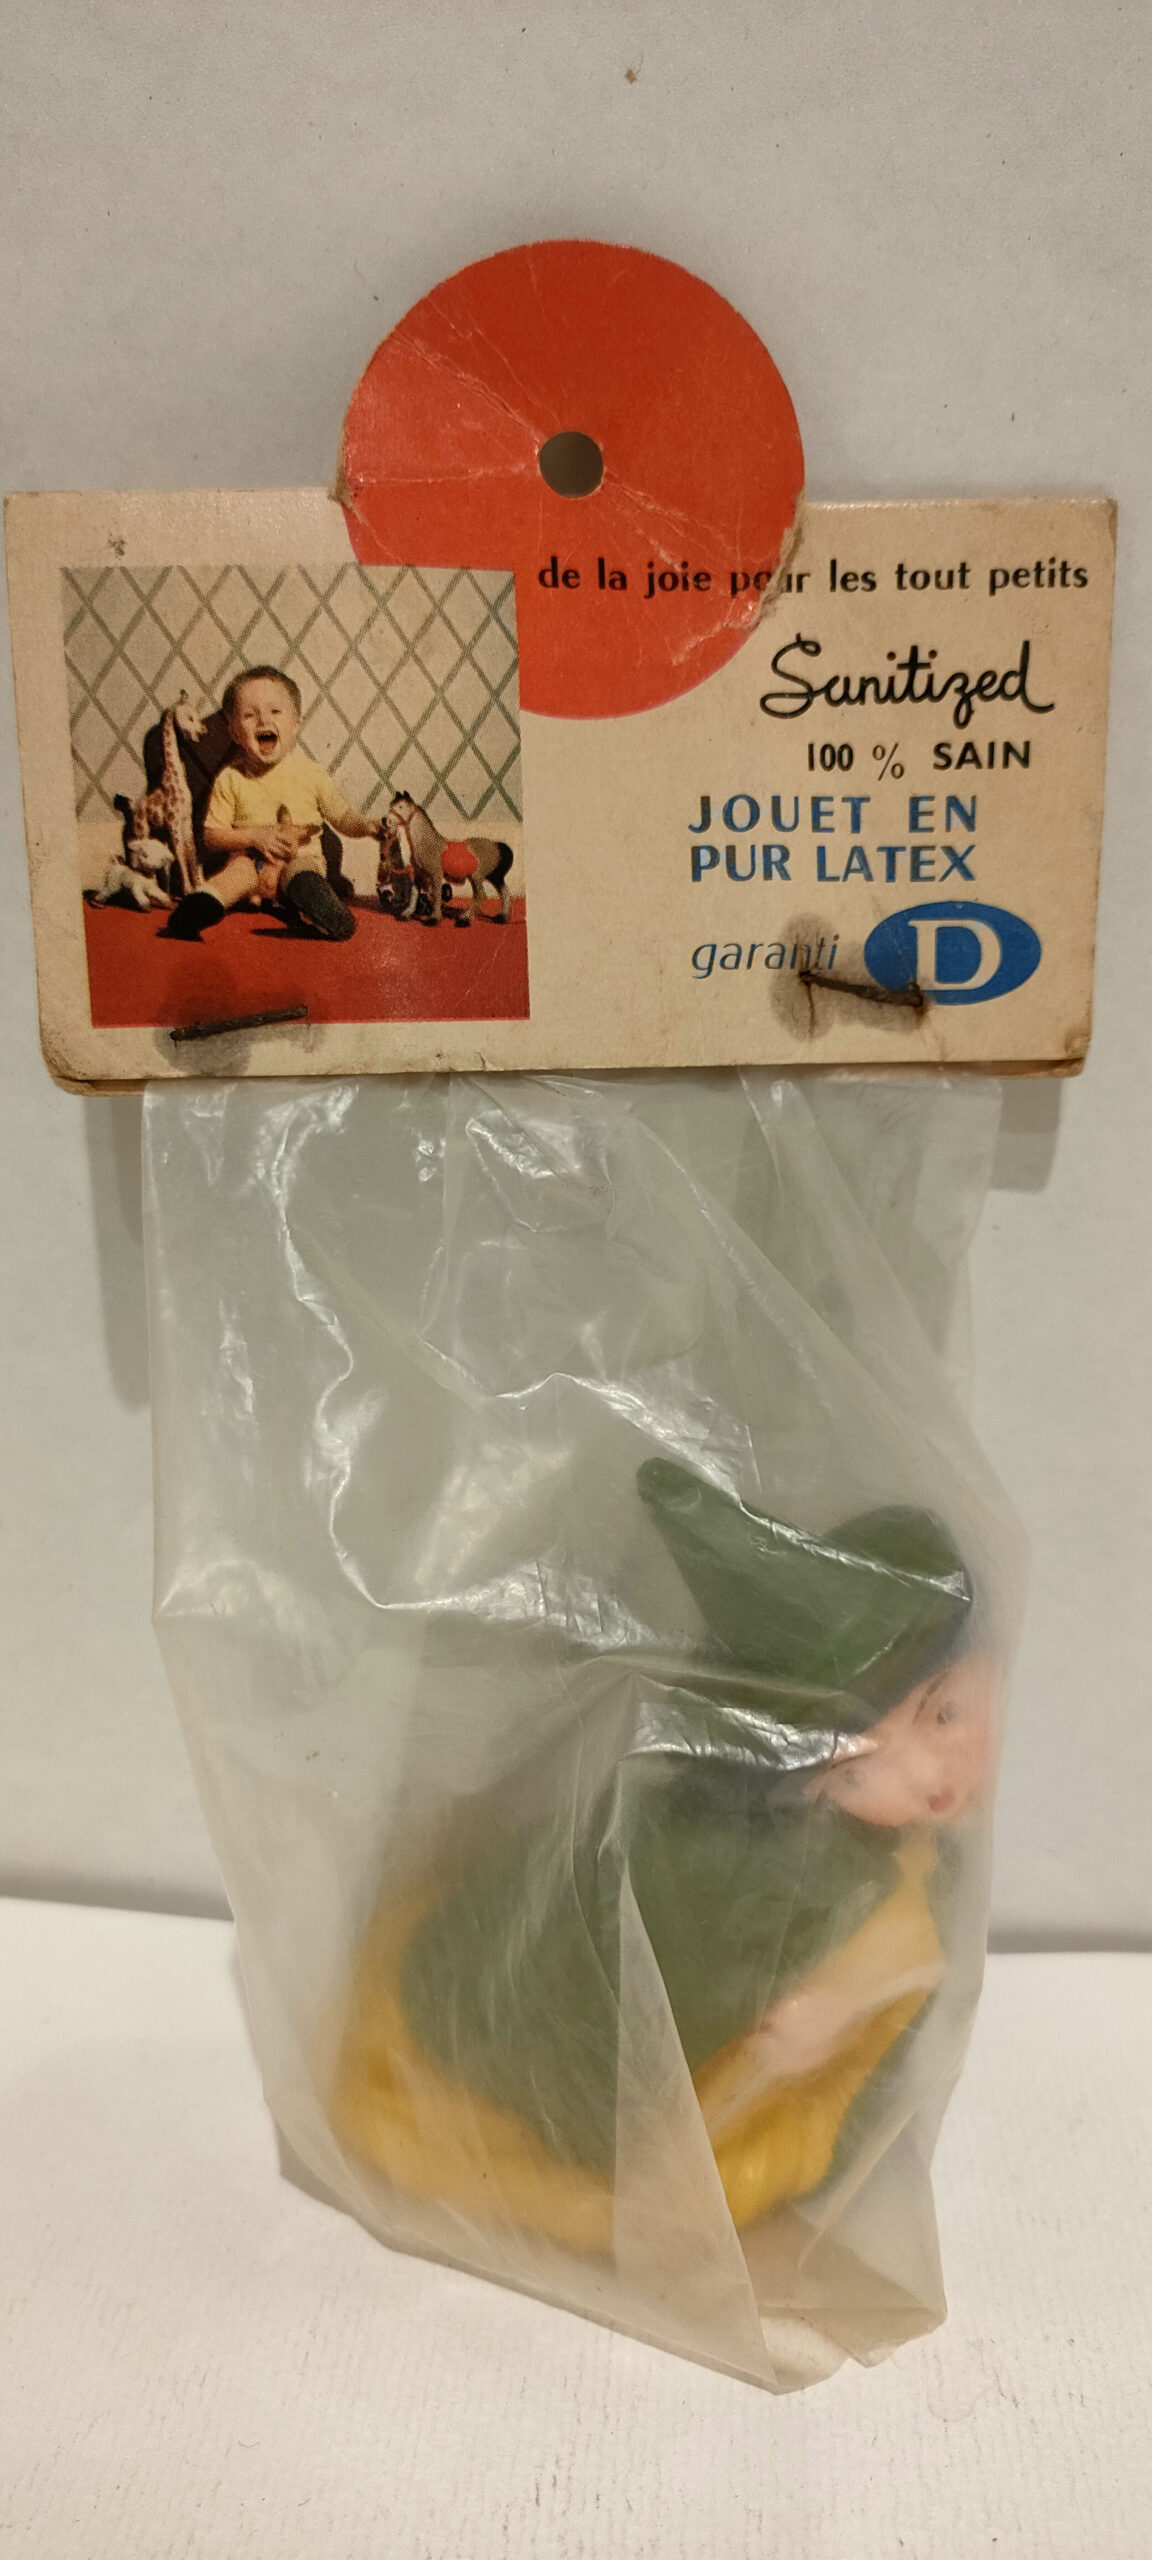 de la joie pour les tout petits
Sanitized
100 % SAIN
JOUET EN
PUR LATEX
garanti D